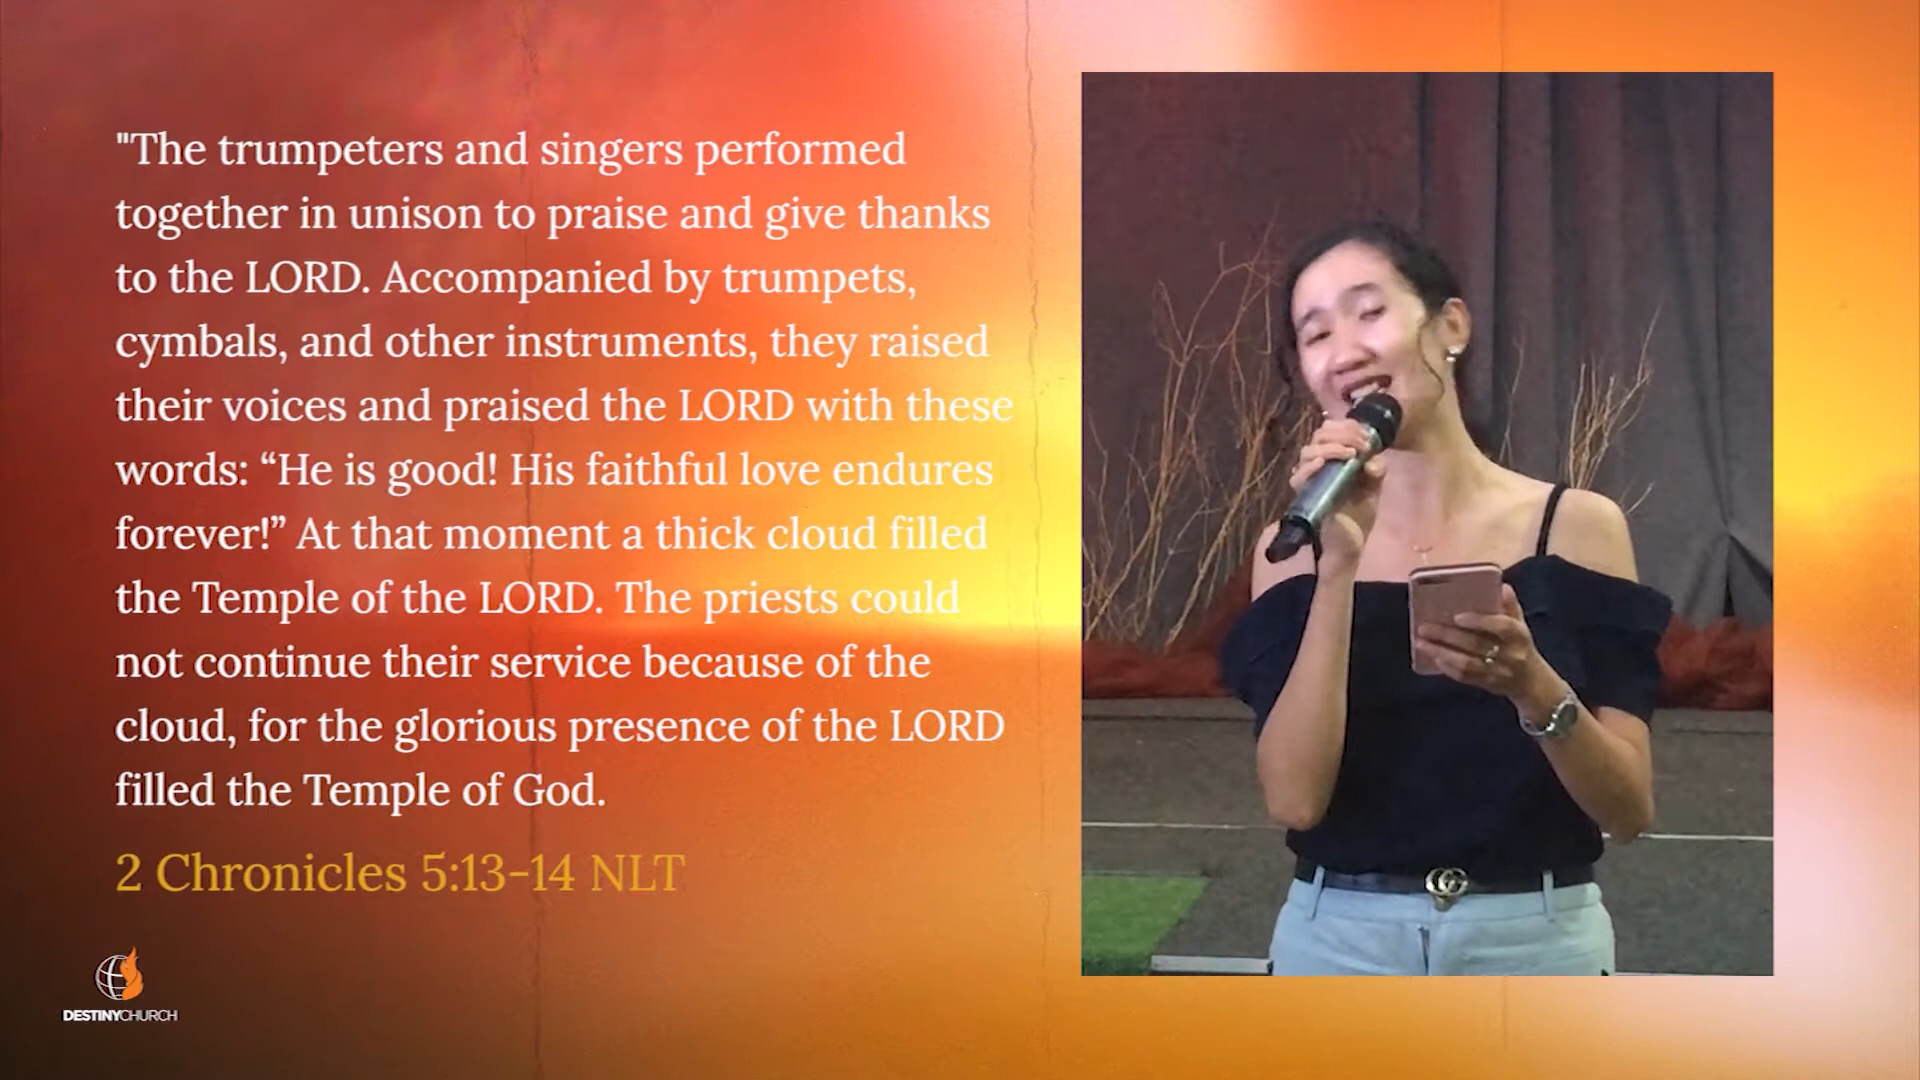 "The trumpeters and singers performed
together in unison to praise and give thanks
to the LORD. Accompanied by trumpets,
cymbals, and other instruments, they raised
their voices and praised the LORD with these
words: “He is good! His faithful love endures
forever!” At that moment a thick cloud filled
the Temple of the LORD. The priests could
not continue their service because of the
cloud, for the glorious presence of the LORD
filled the Temple of God.
2 Chronicles 5:13-14 NLT
DESTINYCHURCH